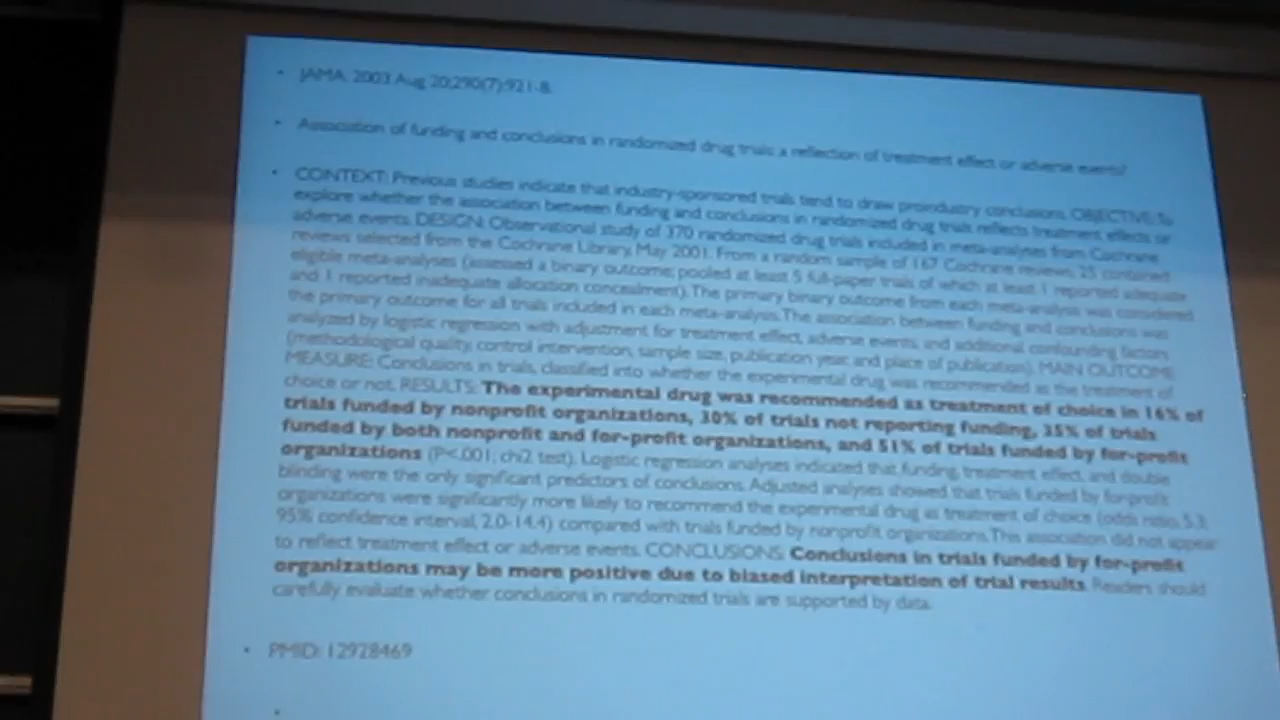 • JAMA. 2003 Aug 20;290(7):921-8.
• Association of funding and conclusions in randomized drug trials: a reflection of treatment effect or adverse events?
• CONTEXT: Previous studies indicate that industry-sponsored trials tend to draw proindustry conclusions. OBJECTIVE: To
explore whether the association between funding and conclusions in randomized drug trials reflects treatment effects or
adverse events. DESIGN: Observational study of 370 randomized drug trials included in meta-analyses from Cochrane
reviews selected from the Cochrane Library, May 2001. From a random sample of 167 Cochrane reviews, 25 contained
eligible meta-analyses (assessed a binary outcome; pooled at least 5 full-paper trials of which at least 1 reported adequate
and 1 reported inadequate allocation concealment). The primary binary outcome from each meta-analysis was considered
the primary outcome for all trials included in each meta-analysis. The association between funding and conclusions was
analyzed by logistic regression with adjustment for treatment effect, adverse events, and additional confounding factors
(methodological quality, control intervention, sample size, publication year, and place of publication). MAIN OUTCOME
MEASURE: Conclusions in trials, classified into whether the experimental drug was recommended as the treatment of
choice or not. RESULTS: The experimental drug was recommended as treatment of choice in 16% of
trials funded by nonprofit organizations, 30% of trials not reporting funding, 35% of trials
funded by both nonprofit and for-profit organizations, and 51% of trials funded by for-profit
organizations (P<.001; chi2 test). Logistic regression analyses indicated that funding, treatment effect, and double
blinding were the only significant predictors of conclusions. Adjusted analyses showed that trials funded by for-profit
organizations were significantly more likely to recommend the experimental drug as treatment of choice (odds ratio, 5.3;
95% confidence interval, 2.0-14.4) compared with trials funded by nonprofit organizations. This association did not appear
to reflect treatment effect or adverse events. CONCLUSIONS: Conclusions in trials funded by for-profit
organizations may be more positive due to biased interpretation of trial results. Readers should
carefully evaluate whether conclusions in randomized trials are supported by data.
• PMID: 12928469